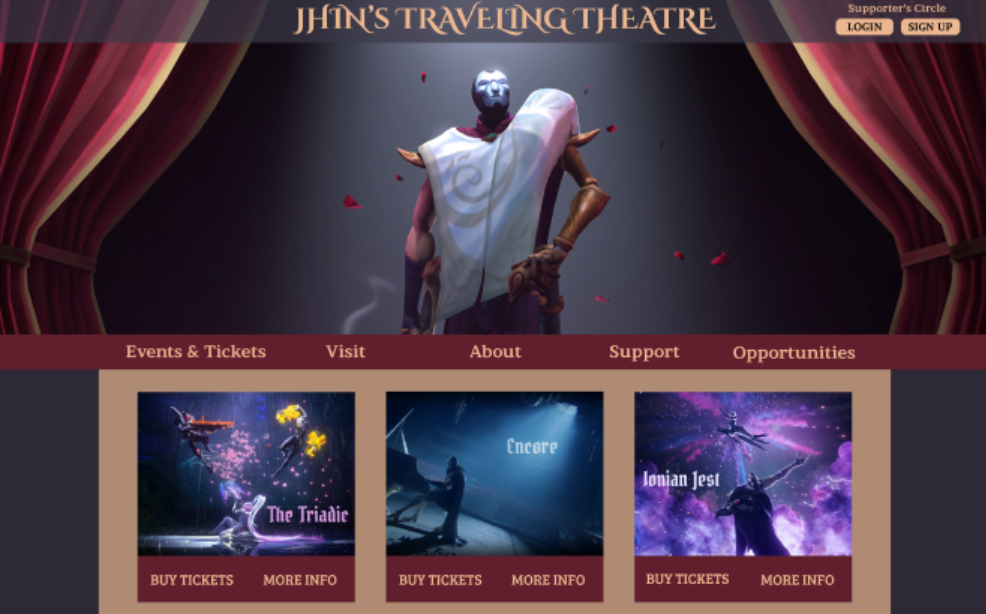 JHIN'S TRAVELING THEATRE
Supporter's Circle
LOGIN SIGN UP
Events & Tickets Visit About Support Opportunities
The Triadic
Encore
Ionian Jest
BUY TICKETS MORE INFO BUY TICKETS MORE INFO BUY TICKETS MORE INFO